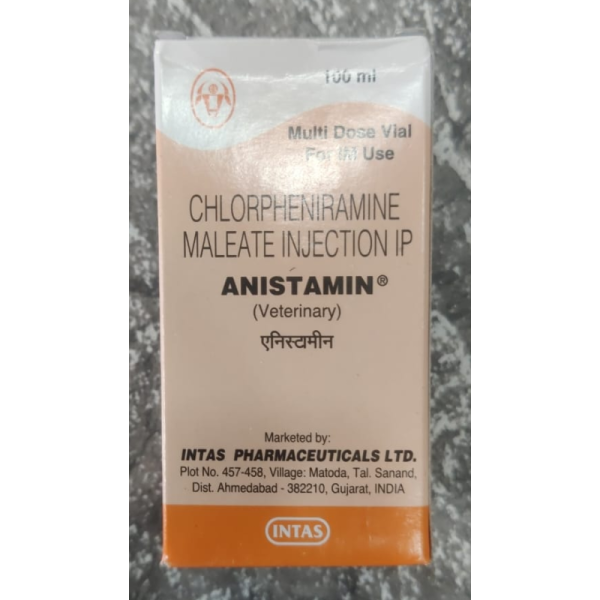 100 ml
Multi Dose Vial
For IM Use
CHLORPHENIRAMINE
MALEATE INJECTION IP
ANISTAMIN®
(Veterinary)
एनिस्टामीन
Marketed by:
INTAS PHARMACEUTICALS LTD.
Plot No. 457-458, Village: Matoda, Tal. Sanand,
Dist. Ahmedabad - 382210, Gujarat, INDIA
INTAS